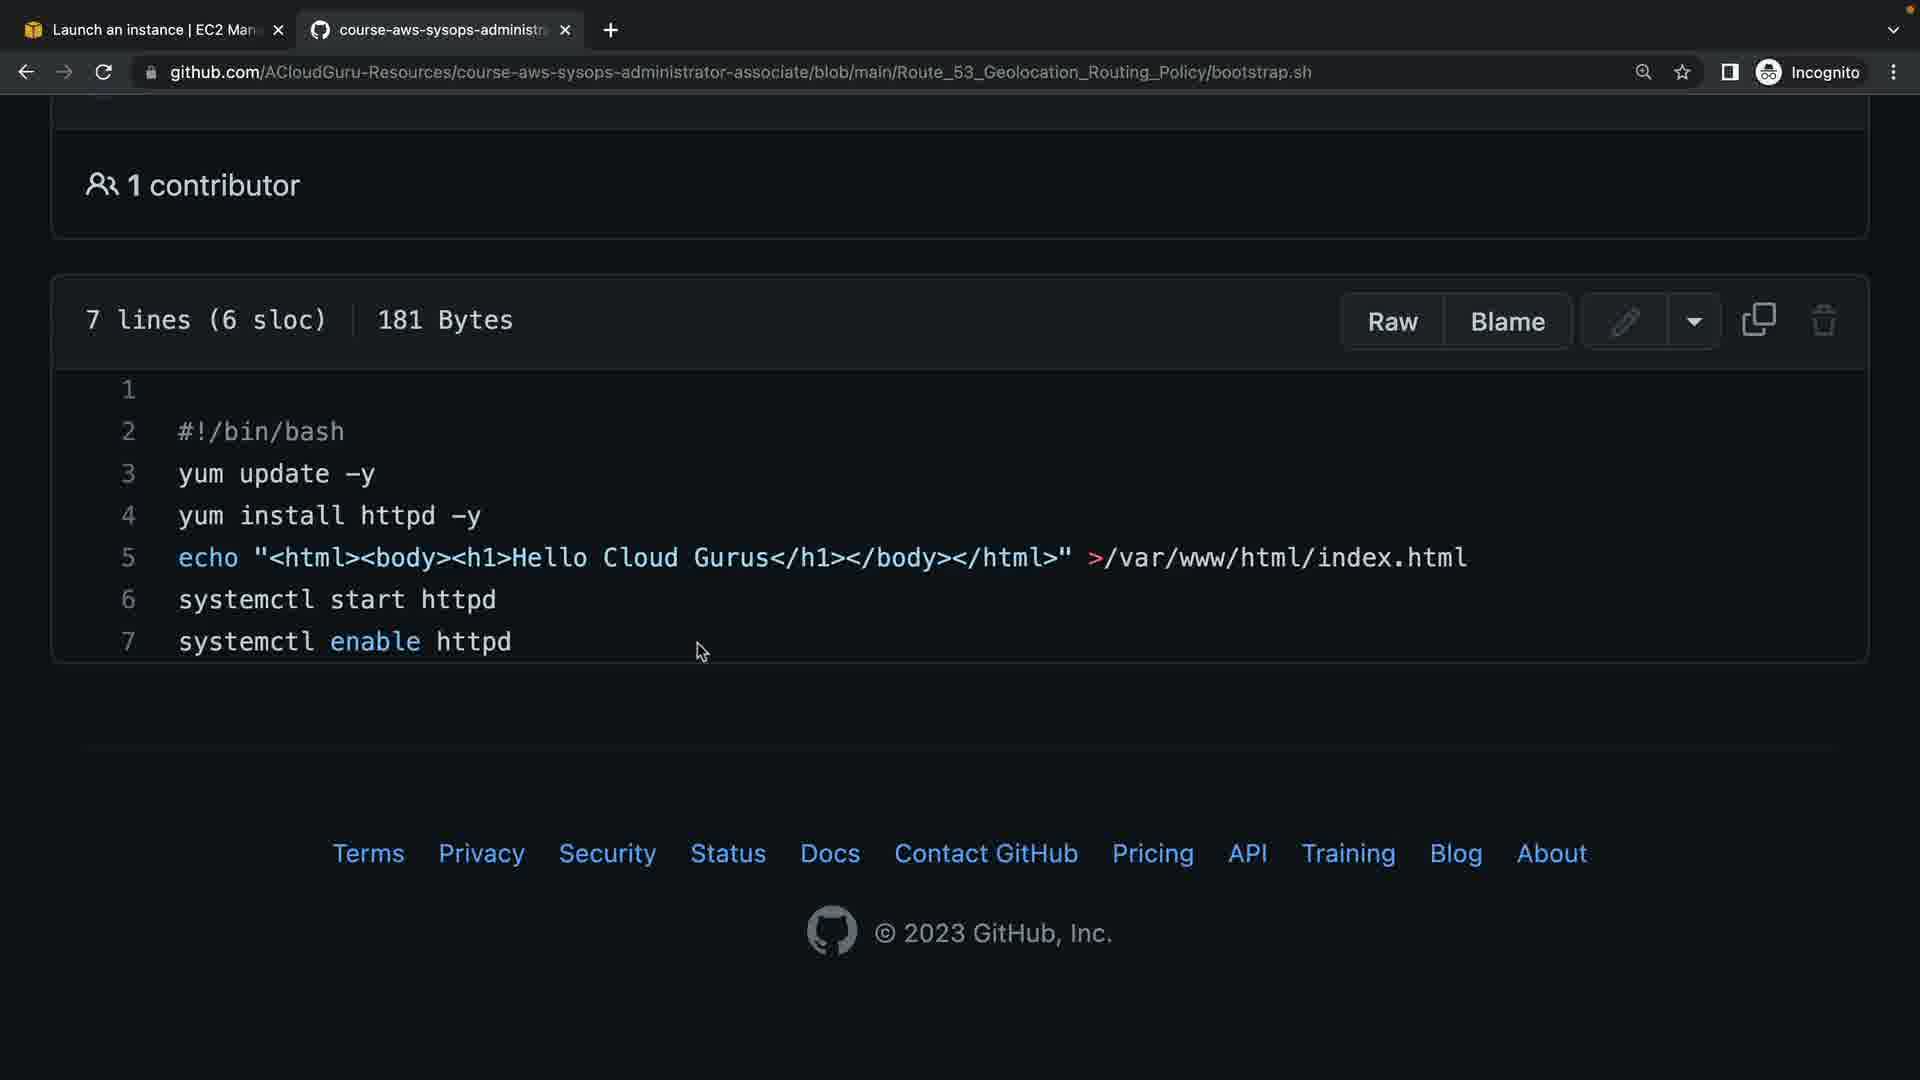 Launch an instance | EC2 Man
course-aws-sysops-administra
github.com/ACloudGuru-Resources/course-aws-sysops-administrator-associate/blob/main/Route_53_Geolocation_Routing_Policy/bootstrap.sh
Incognito
1 contributor
7 lines (6 sloc) 181 Bytes
Raw Blame
1
2 #!/bin/bash
3 yum update -y
4 yum install httpd -y
5 echo "<html><body><h1>Hello Cloud Gurus</h1></body></html>" >/var/www/html/index.html
6 systemctl start httpd
7 systemctl enable httpd
Terms Privacy Security Status Docs Contact GitHub Pricing API Training Blog About
© 2023 GitHub, Inc.